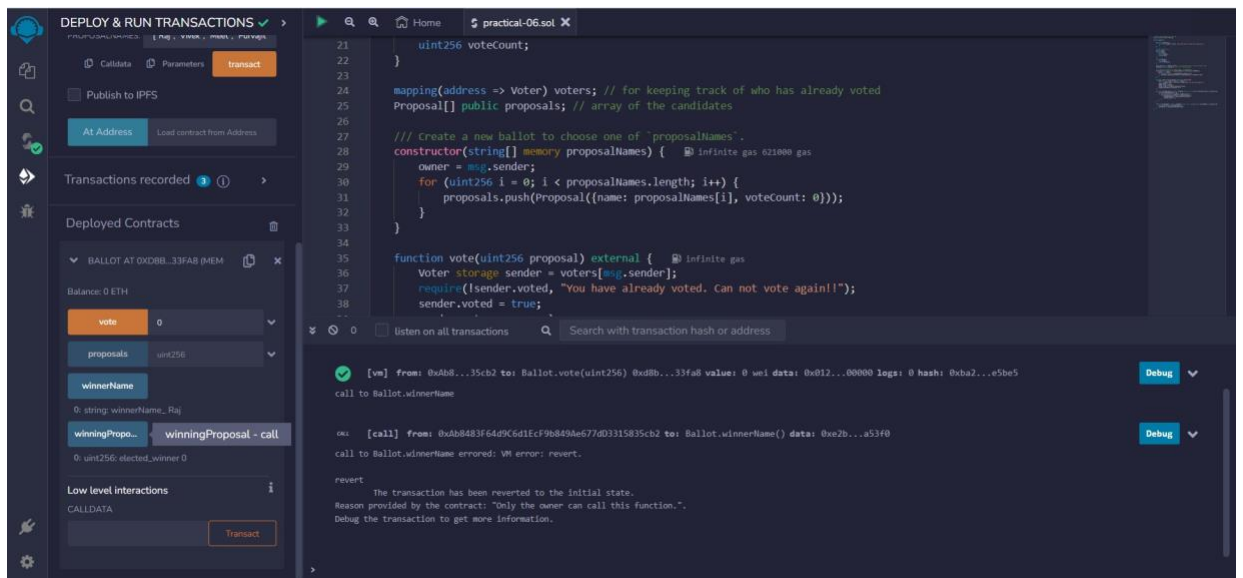 DEPLOY & RUN TRANSACTIONS
PROPOSALNAMES: ["Raj", "Vivek", "Meet", "Purvajit
Calldata Parameters transact
Publish to IPFS
At Address Load contract from Address
Transactions recorded 3
Deployed Contracts
BALLOT AT 0XD8B...33FA8 (MEM
Balance: 0 ETH
vote 0
proposals uint256
winnerName
0: string: winnerName_ Raj
winningPropo... winningProposal - call
0: uint256: elected_winner 0
Low level interactions
CALLDATA
Transact
Home practical-06.sol
21 uint256 voteCount;
22 }
23
24 mapping(address => Voter) voters; // for keeping track of who has already voted
25 Proposal[] public proposals; // array of the candidates
26
27 /// Create a new ballot to choose one of `proposalNames`.
28 constructor(string[] memory proposalNames) { infinite gas 621000 gas
29 owner = msg.sender;
30 for (uint256 i = 0; i < proposalNames.length; i++) {
31 proposals.push(Proposal({name: proposalNames[i], voteCount: 0}));
32 }
33 }
34
35 function vote(uint256 proposal) external { infinite gas
36 Voter storage sender = voters[msg.sender];
37 require(!sender.voted, "You have already voted. Can not vote again!!");
38 sender.voted = true;
0 listen on all transactions Search with transaction hash or address
[vm] from: 0xAb8...35cb2 to: Ballot.vote(uint256) 0xd8b...33fa8 value: 0 wei data: 0x012...00000 logs: 0 hash: 0xba2...e5be5 Debug
call to Ballot.winnerName
CALL [call] from: 0xAb8483F64d9C6d1EcF9b849Ae677dD3315835cb2 to: Ballot.winnerName() data: 0xe2b...a53f0 Debug
call to Ballot.winnerName errored: VM error: revert.
revert
The transaction has been reverted to the initial state.
Reason provided by the contract: "Only the owner can call this function.".
Debug the transaction to get more information.
>